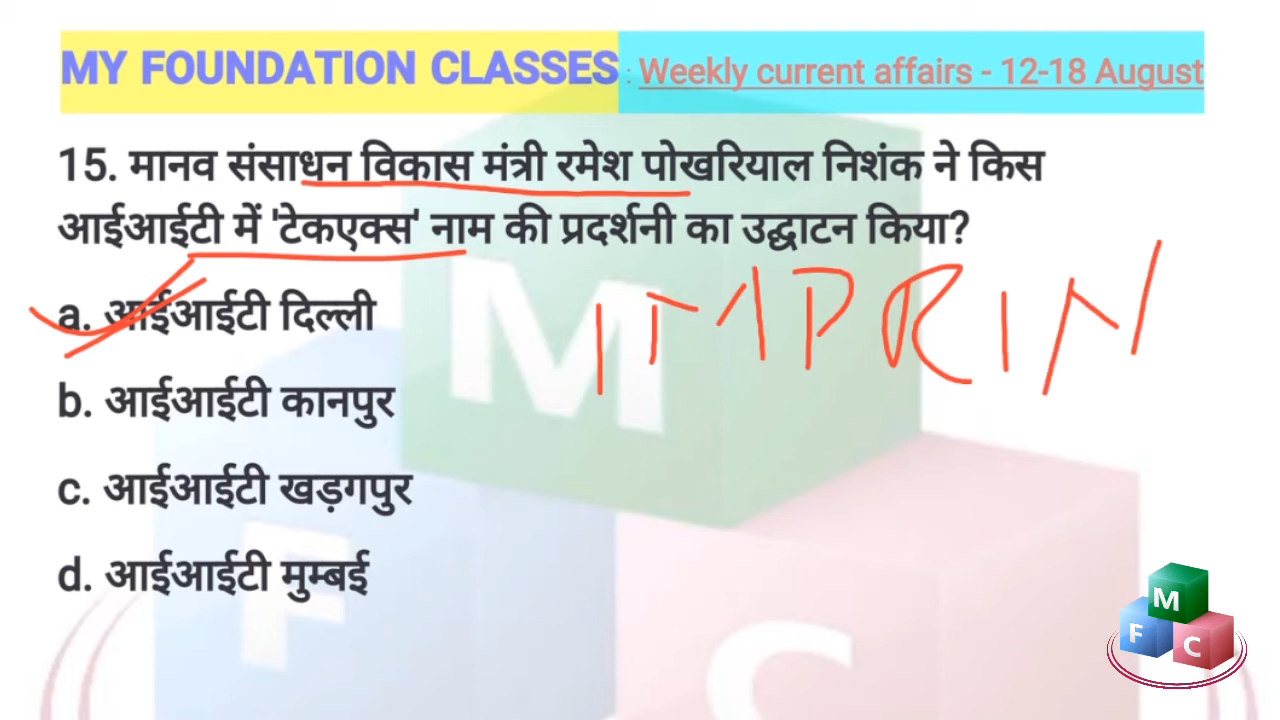 MY FOUNDATION CLASSES : Weekly current affairs - 12-18 August
15. मानव संसाधन विकास मंत्री रमेश पोखरियाल निशंक ने किस
आईआईटी में 'टेकएक्स' नाम की प्रदर्शनी का उद्घाटन किया?
a. आईआईटी दिल्ली
IMPRIN
b. आईआईटी कानपुर
c. आईआईटी खड़गपुर
d. आईआईटी मुम्बई
M
F
C
M
F C